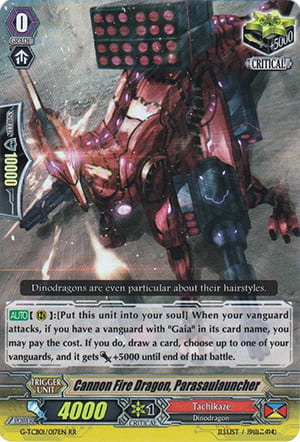 0
GRADE
+5000
CRITICAL
SHIELD
10000
Dinodragons are even particular about their hairstyles.
AUTO【 】:[Put this unit into your soul] When your vanguard
attacks, if you have a vanguard with "Gaia" in its card name, you
may pay the cost. If you do, draw a card, choose up to one of your
vanguards, and it gets +5000 until end of that battle.
TRIGGER
UNIT
Cannon Fire Dragon, Parasaulauncher
POWER
4000
1
CRITICAL
Tachikaze
Dinodragon
G-TCB01/017EN RR
ILLUST /